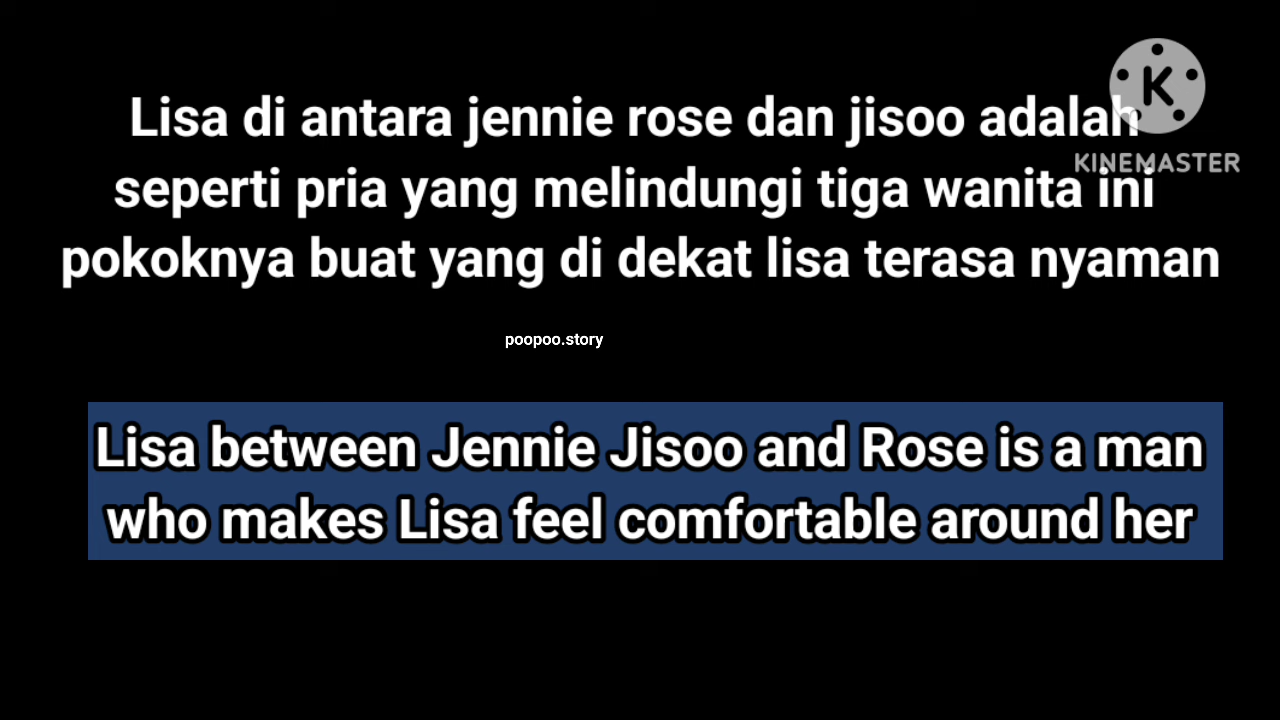 Lisa di antara jennie rose dan jisoo adalah
seperti pria yang melindungi tiga wanita ini
pokoknya buat yang di dekat lisa terasa nyaman
K
KINEMASTER
poopoo.story
Lisa between Jennie Jisoo and Rose is a man
who makes Lisa feel comfortable around her